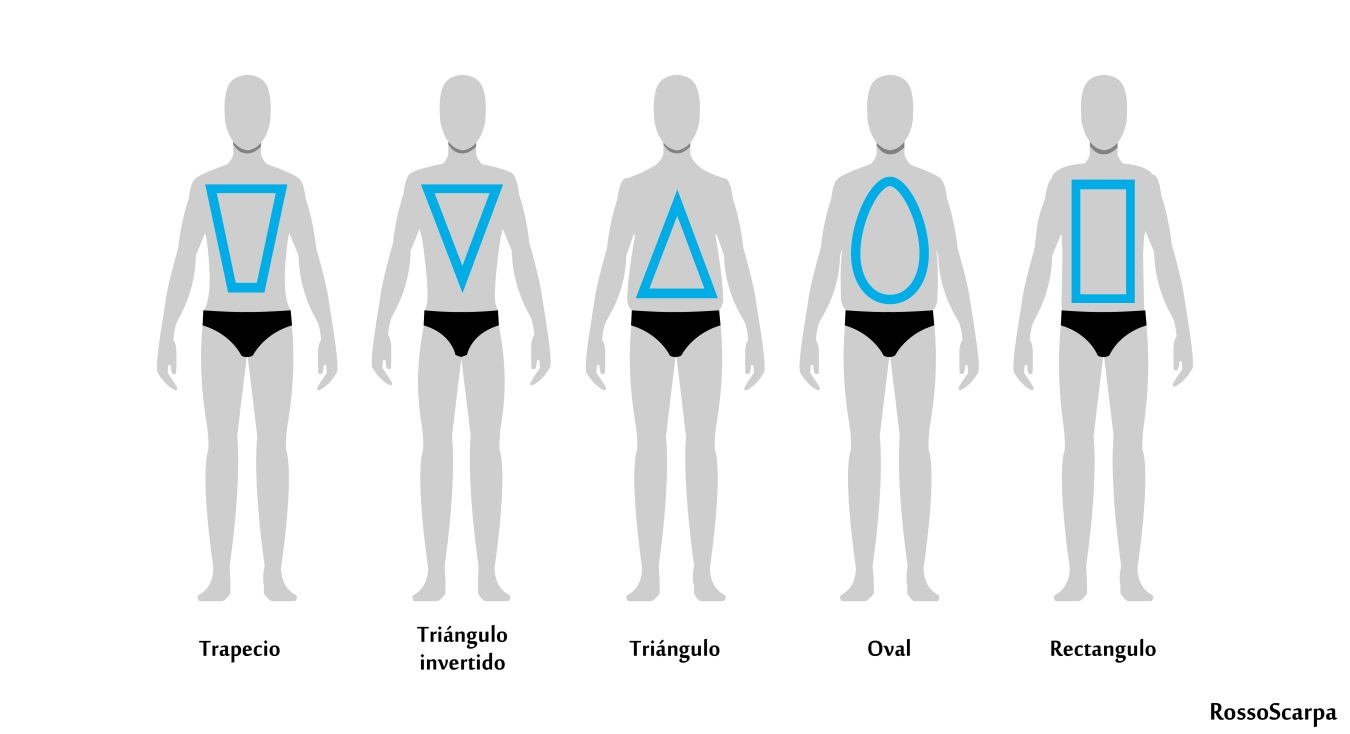 Trapecio
Triángulo
invertido
Triángulo
Oval
Rectangulo
RossoScarpa